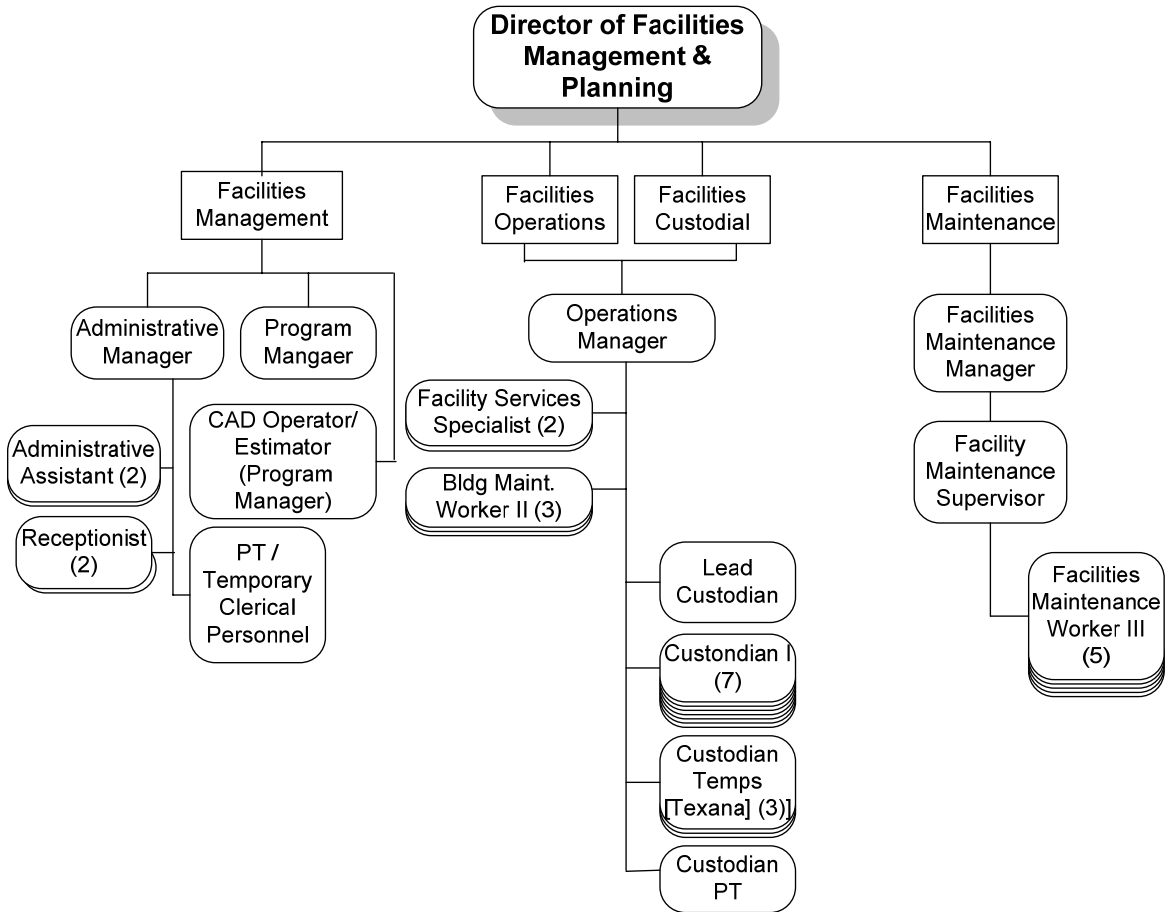 Director of Facilities
Management &
Planning
Facilities
Management
Facilities
Operations
Facilities
Custodial
Facilities
Maintenance
Administrative
Manager
Program
Mangaer
CAD Operator/
Estimator
(Program
Manager)
Administrative
Assistant (2)
Receptionist
(2)
PT /
Temporary
Clerical
Personnel
Operations
Manager
Facility Services
Specialist (2)
Bldg Maint.
Worker II (3)
Lead
Custodian
Custondian I
(7)
Custodian
Temps
[Texana] (3)]
Custodian
PT
Facilities
Maintenance
Manager
Facility
Maintenance
Supervisor
Facilities
Maintenance
Worker III
(5)